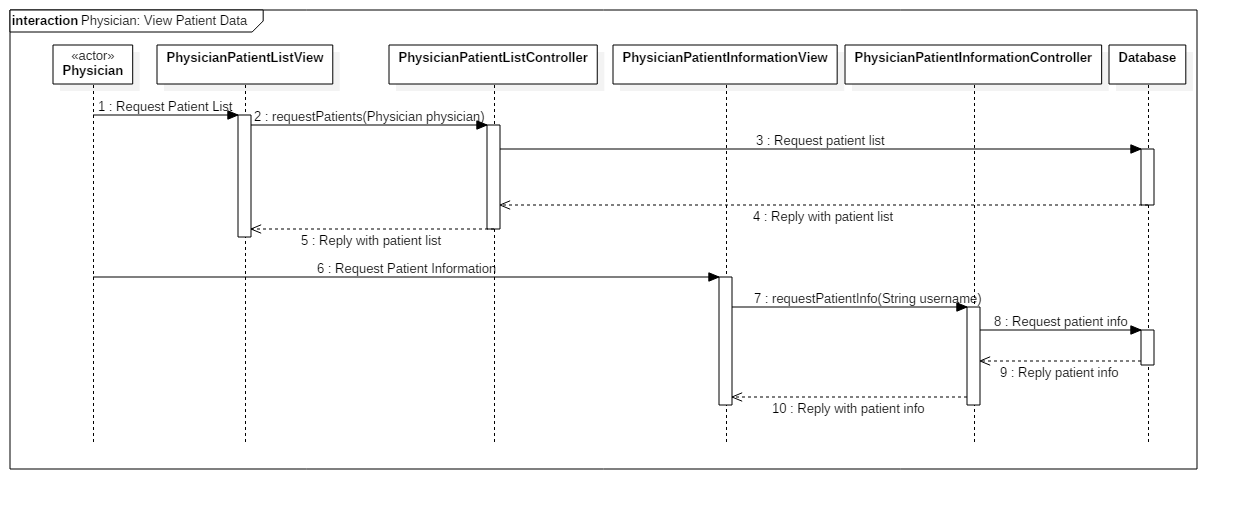 interaction Physician: View Patient Data
«actor»
Physician
PhysicianPatientListView
PhysicianPatientListController
PhysicianPatientInformationView
PhysicianPatientInformationController
Database
1 : Request Patient List
2 : requestPatients(Physician physician)
3 : Request patient list
4 : Reply with patient list
5 : Reply with patient list
6 : Request Patient Information
7 : requestPatientInfo(String username)
8 : Request patient info
9 : Reply patient info
10 : Reply with patient info